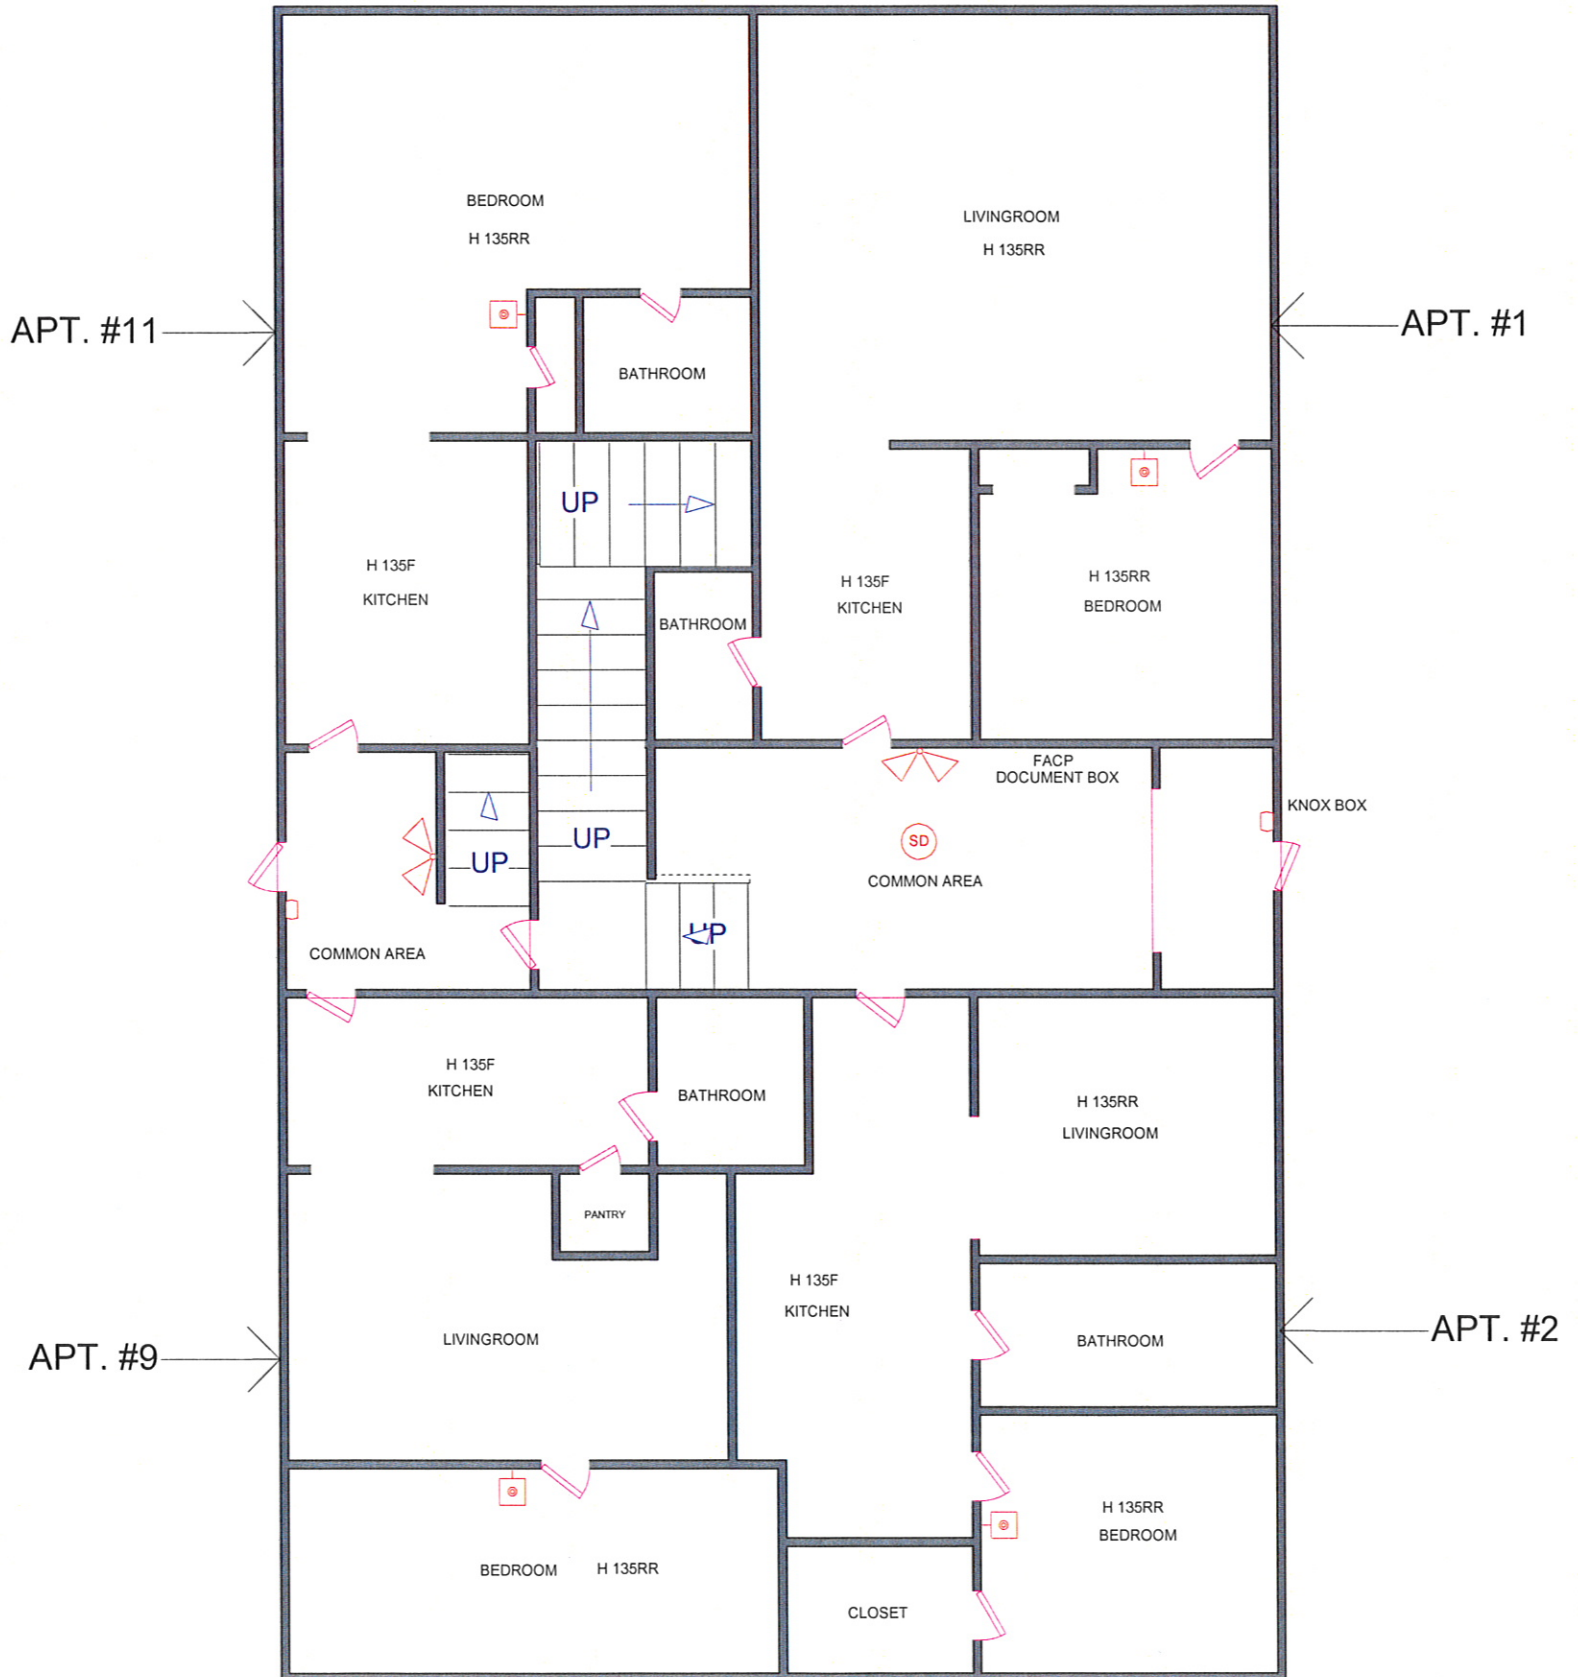 BEDROOM
H 135RR
LIVINGROOM
H 135RR
APT. #11
APT. #1
BATHROOM
UP
H 135F
KITCHEN
BATHROOM
H 135F
KITCHEN
H 135RR
BEDROOM
FACP
DOCUMENT BOX
KNOX BOX
UP
UP
SD
COMMON AREA
UP
COMMON AREA
H 135F
KITCHEN
BATHROOM
H 135RR
LIVINGROOM
PANTRY
H 135F
KITCHEN
LIVINGROOM
BATHROOM
APT. #9
APT. #2
H 135RR
BEDROOM
BEDROOM H 135RR
CLOSET